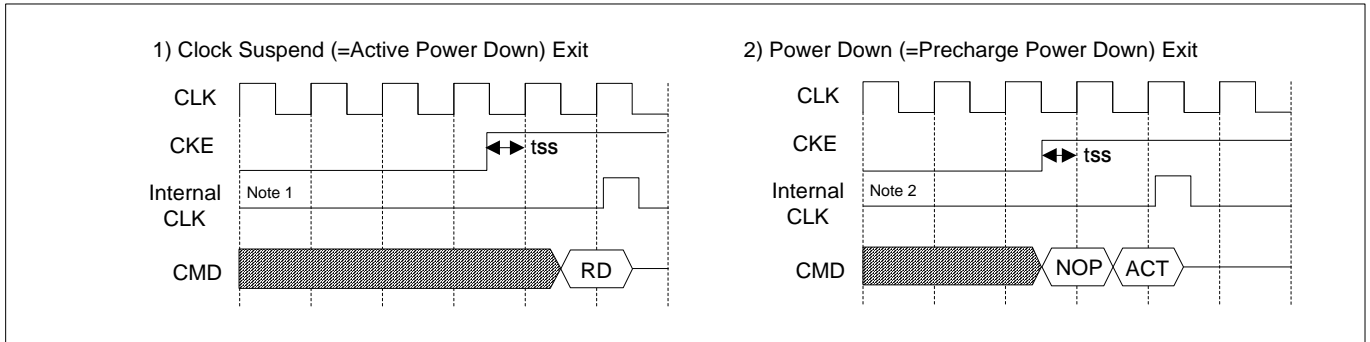 1) Clock Suspend (=Active Power Down) Exit
CLK
CKE
tss
Internal
CLK
Note 1
CMD
RD
2) Power Down (=Precharge Power Down) Exit
CLK
CKE
tss
Internal
CLK
Note 2
CMD
NOP
ACT